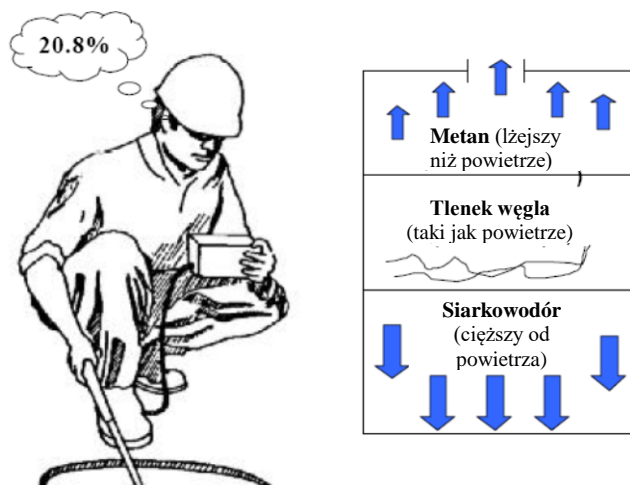 20.8%
Metan (lżejszy
niż powietrze)
Tlenek węgla
(taki jak powietrze)
Siarkowodór
(cięższy od
powietrza)